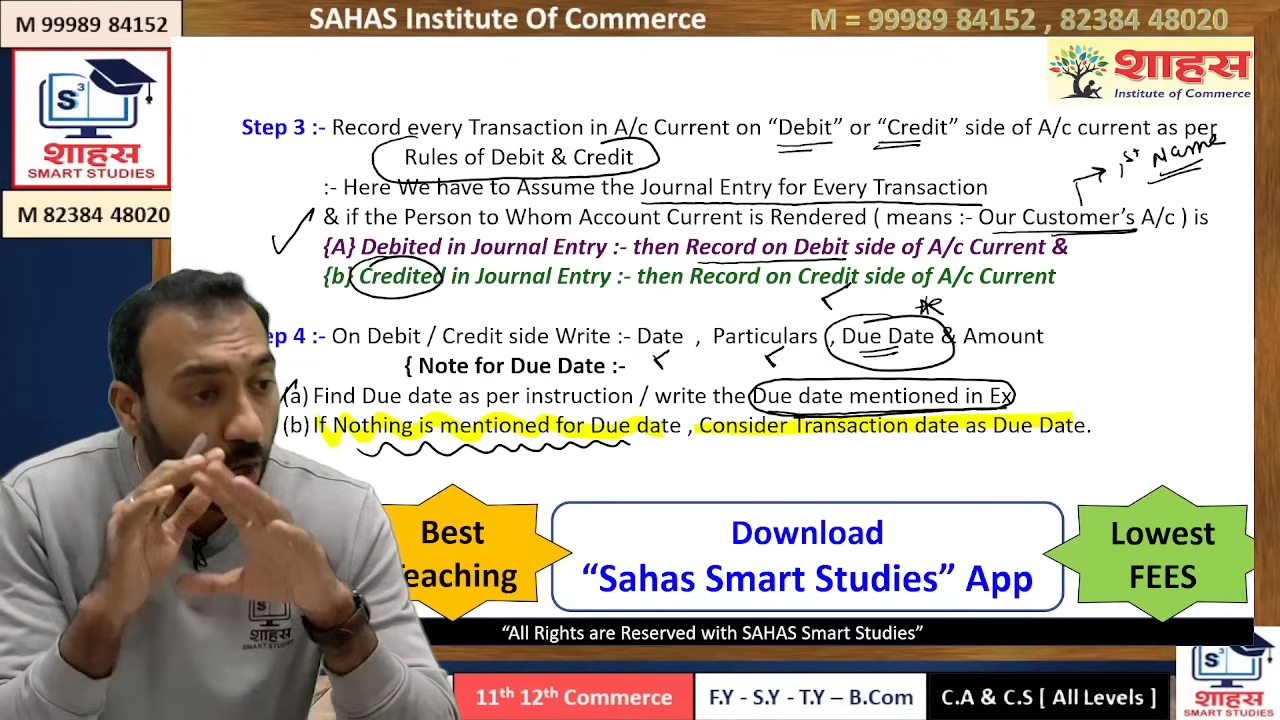 M 99989 84152
SAHAS Institute Of Commerce
M = 99989 84152 , 82384 48020
S³
शाहस
SMART STUDIES
M 82384 48020
शाहस
Institute of Commerce
Step 3 :- Record every Transaction in A/c Current on “Debit” or “Credit” side of A/c current as per
Rules of Debit & Credit
1st Name
:- Here We have to Assume the Journal Entry for Every Transaction
& if the Person to Whom Account Current is Rendered ( means :- Our Customer’s A/c ) is
{A} Debited in Journal Entry :- then Record on Debit side of A/c Current &
{b} Credited in Journal Entry :- then Record on Credit side of A/c Current
ep 4 :- On Debit / Credit side Write :- Date , Particulars , Due Date & Amount
{ Note for Due Date :-
(a) Find Due date as per instruction / write the Due date mentioned in Ex
(b) If Nothing is mentioned for Due date , Consider Transaction date as Due Date.
Best
Teaching
Download
“Sahas Smart Studies” App
Lowest
FEES
“All Rights are Reserved with SAHAS Smart Studies”
S³
शाहस
SMART STUDIES
11th 12th Commerce
F.Y - S.Y - T.Y – B.Com
C.A & C.S [ All Levels ]
S³
शाहस
SMART STUDIES